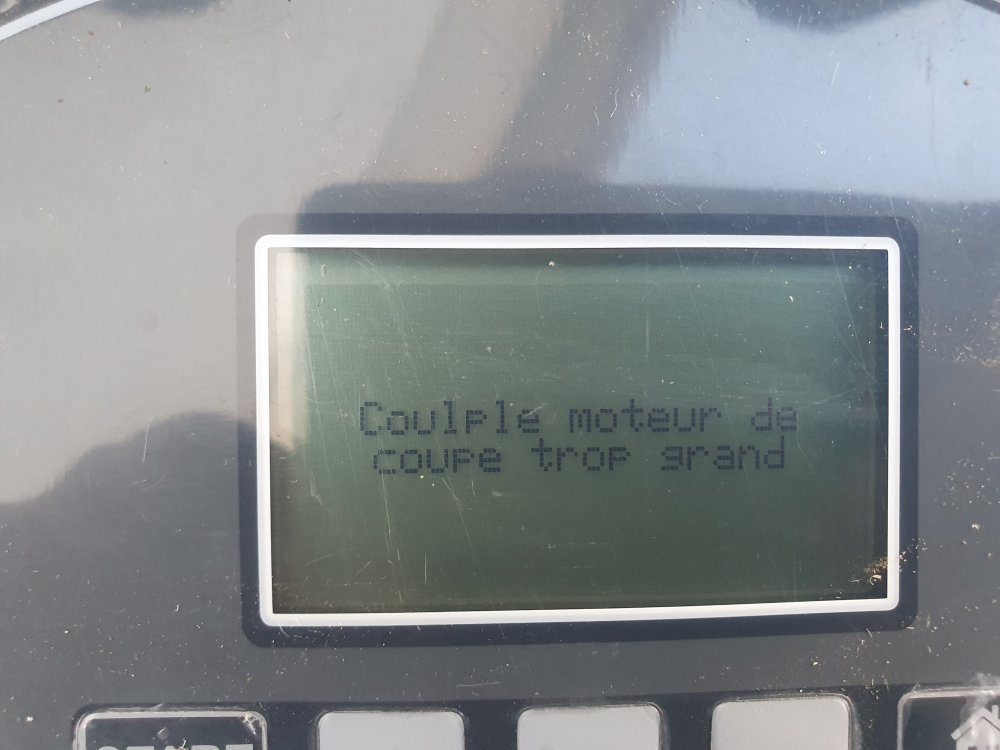 Coulple moteur de
coupe trop grand